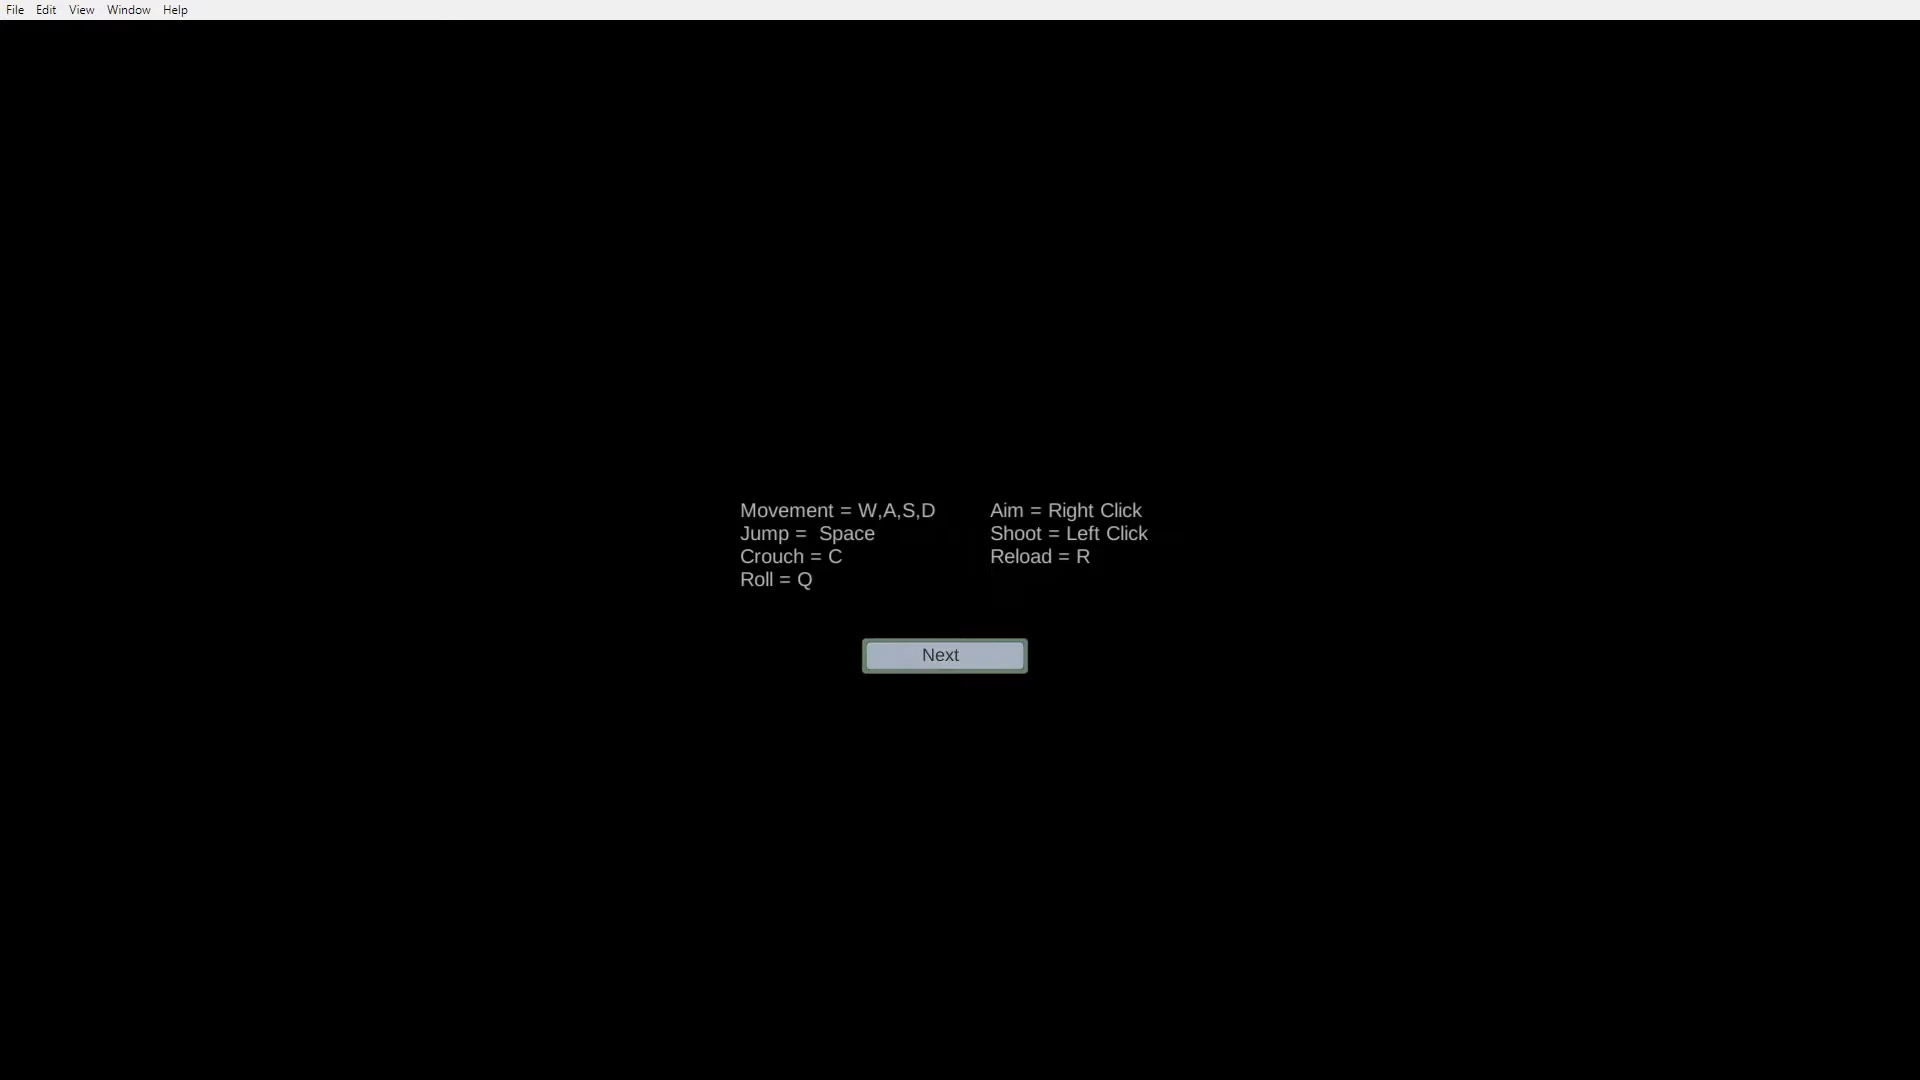 File Edit View Window Help
Movement = W,A,S,D
Jump =  Space
Crouch = C
Roll = Q
Aim = Right Click
Shoot = Left Click
Reload = R
Next